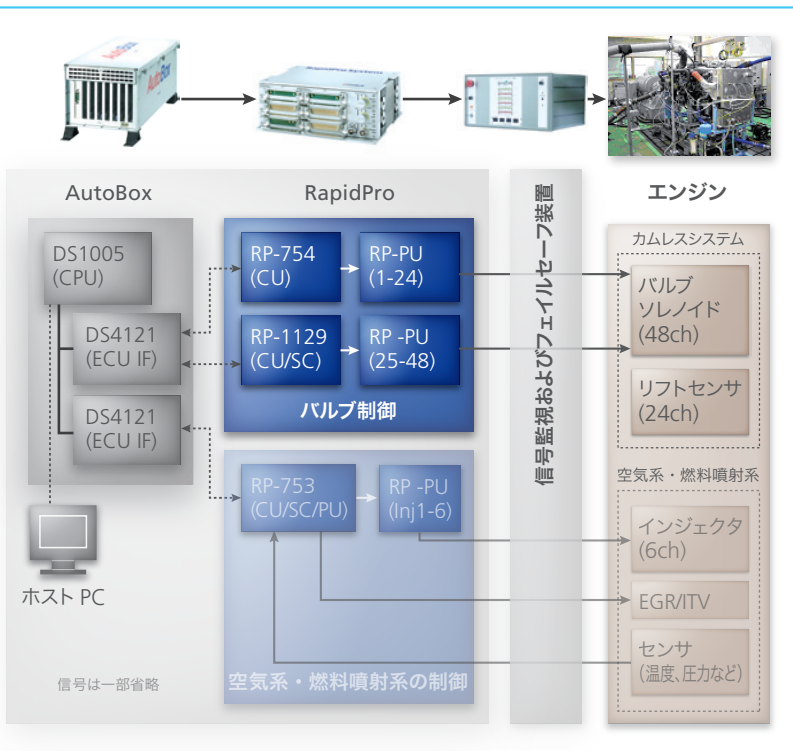 AutoBox
AutoBox
RapidPro System
AutoBox
RapidPro
信号監視およびフェイルセーフ装置
エンジン
DS1005
(CPU)
DS4121
(ECU IF)
DS4121
(ECU IF)
ホスト PC
信号は一部省略
RP-754
(CU)
RP-PU
(1-24)
RP-1129
(CU/SC)
RP -PU
(25-48)
バルブ制御
RP-753
(CU/SC/PU)
RP -PU
(Inj1-6)
空気系・燃料噴射系の制御
カムレスシステム
バルブ
ソレノイド
(48ch)
リフトセンサ
(24ch)
空気系・燃料噴射系
インジェクタ
(6ch)
EGR/ITV
センサ
(温度、圧力など)